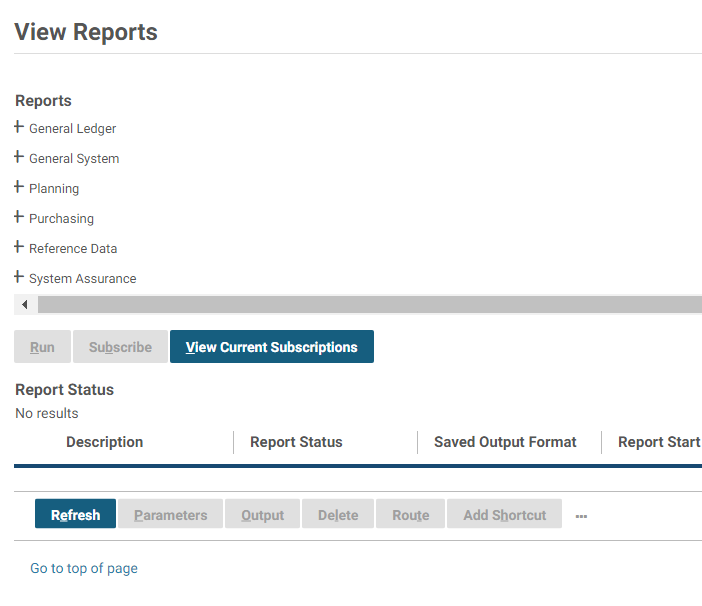 View Reports
Reports
General Ledger
General System
Planning
Purchasing
Reference Data
System Assurance
Run Subscribe View Current Subscriptions
Report Status
No results
Description Report Status Saved Output Format Report Start
Refresh Parameters Output Delete Route Add Shortcut ...
Go to top of page